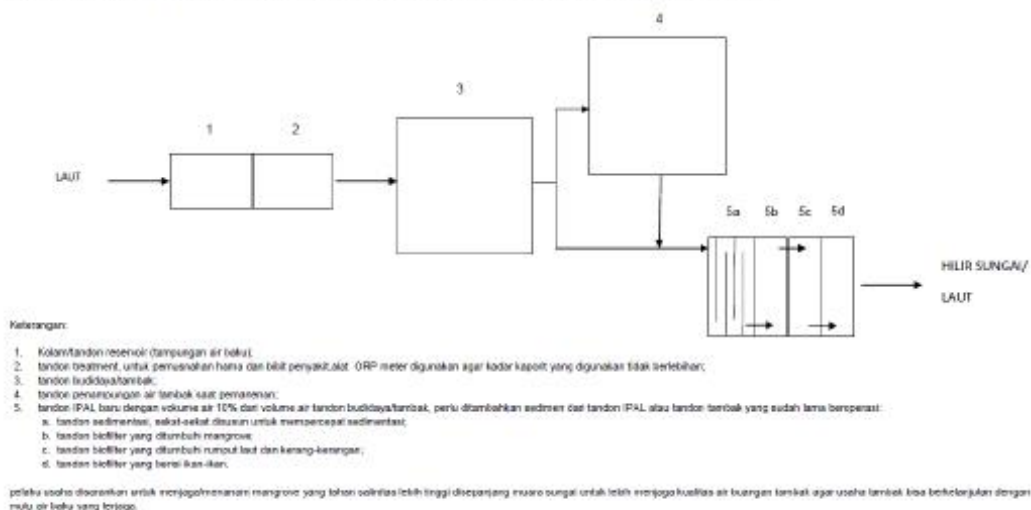 4
3
1 2
LAUT
5a 5b 5c 5d
HILIR SUNGAI/
LAUT
Keterangan:
1. Kolam/tandon reservoir (tampungan air baku);
2. tandon treatment, untuk pemusnahan hama dan bibit penyakit,alat ORP meter digunakan agar kadar kaporit yang digunakan tidak berlebihan;
3. tandon budidaya/tambak;
4. tandon penampungan air tambak saat pemanenan;
5. tandon IPAL baru dengan volume air 10% dari volume air tandon budidaya/tambak, perlu ditambahkan sedimen dari tandon IPAL atau tandon tambak yang sudah lama beroperasi:
a. tandon sedimentasi, sekat-sekat disusun untuk mempercepat sedimentasi;
b. tandon biofilter yang ditumbuhi mangrove;
c. tandon biofilter yang ditumbuhi rumput laut dan kerang-kerangan;
d. tandon biofilter yang berisi ikan-ikan.
pelaku usaha disarankan untuk menjaga/menanam mangrove yang tahan salinitas lebih tinggi disepanjang muara sungai untuk lebih menjaga kualitas air buangan tambak agar usaha tambak bisa berkelanjutan dengan
mutu air baku yang terjaga.